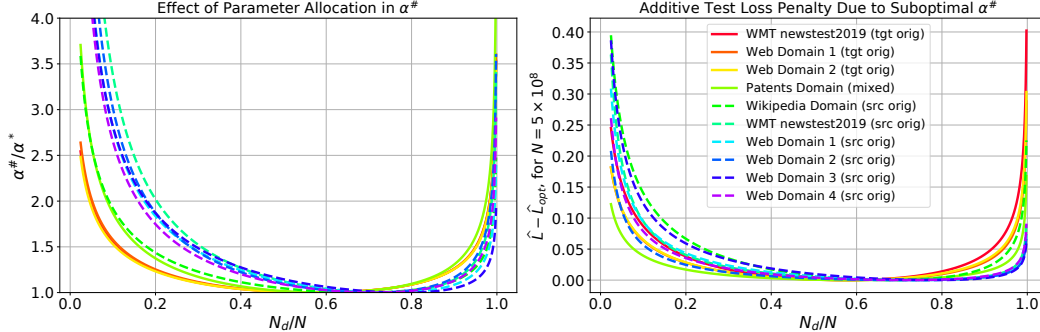 Effect of Parameter Allocation in α#
4.0
3.5
3.0
2.5
2.0
1.5
1.0
α#/α*
0.0 0.2 0.4 0.6 0.8 1.0
N_d/N
Additive Test Loss Penalty Due to Suboptimal α#
0.40
0.35
0.30
0.25
0.20
0.15
0.10
0.05
0.00
L̂ − L̂_opt, for N = 5 × 10^8
WMT newstest2019 (tgt orig)
Web Domain 1 (tgt orig)
Web Domain 2 (tgt orig)
Patents Domain (mixed)
Wikipedia Domain (src orig)
WMT newstest2019 (src orig)
Web Domain 1 (src orig)
Web Domain 2 (src orig)
Web Domain 3 (src orig)
Web Domain 4 (src orig)
0.0 0.2 0.4 0.6 0.8 1.0
N_d/N